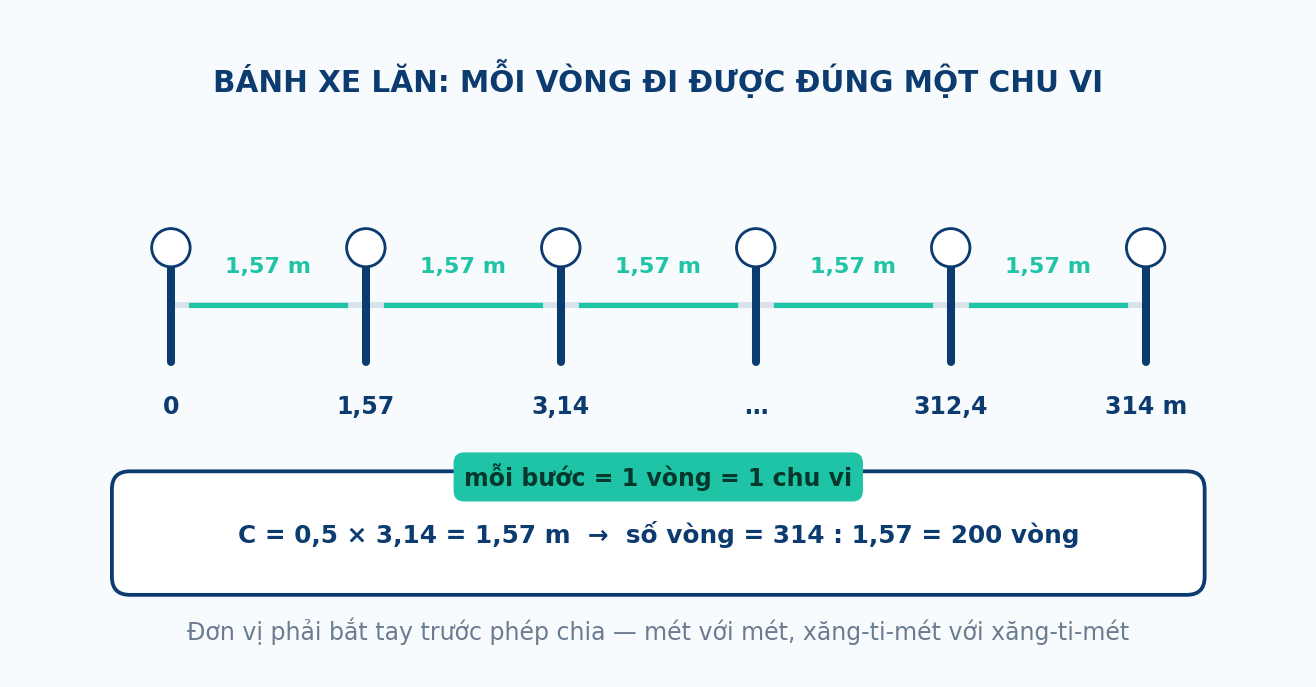 BÁNH XE LĂN: MỖI VÒNG ĐI ĐƯỢC ĐÚNG MỘT CHU VI
1,57 m 1,57 m 1,57 m 1,57 m 1,57 m
0 1,57 3,14 ... 312,4 314 m
mỗi bước = 1 vòng = 1 chu vi
C = 0,5 × 3,14 = 1,57 m → số vòng = 314 : 1,57 = 200 vòng
Đơn vị phải bắt tay trước phép chia — mét với mét, xăng-ti-mét với xăng-ti-mét